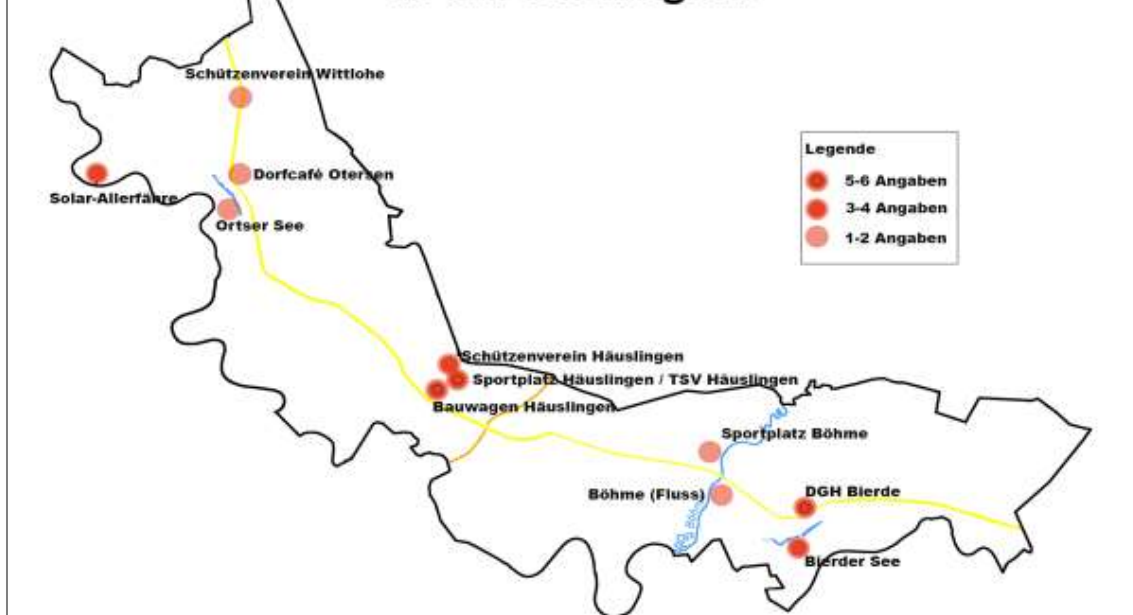 Schützenverein Wittlohe
Dorfcafé Otersen
Solar-Allerfähre
Ortser See
Legende
5-6 Angaben
3-4 Angaben
1-2 Angaben
Schützenverein Häuslingen
Sportplatz Häuslingen / TSV Häuslingen
Bauwagen Häuslingen
Sportplatz Böhme
Böhme (Fluss)
DGH Bierde
Bierder See